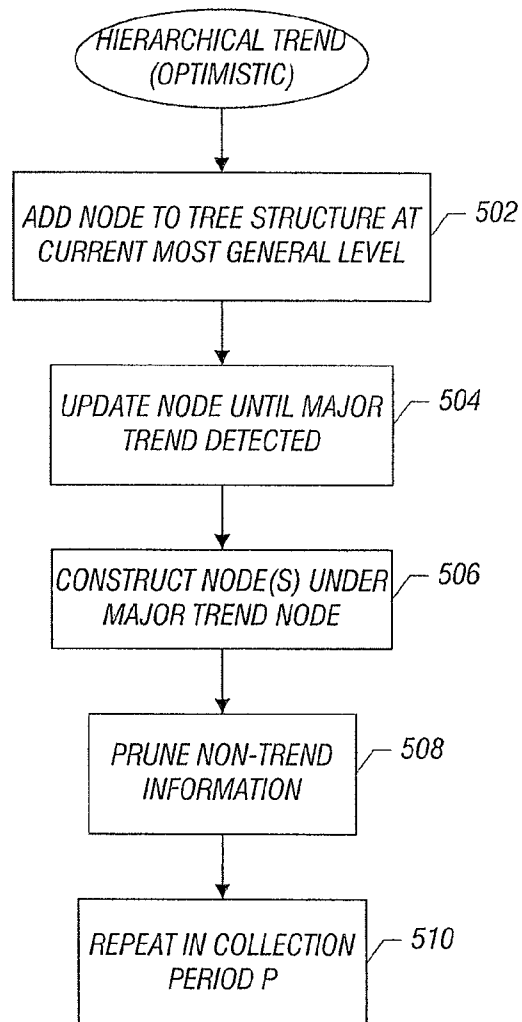 HIERARCHICAL TREND
(OPTIMISTIC)
ADD NODE TO TREE STRUCTURE AT
CURRENT MOST GENERAL LEVEL
502
UPDATE NODE UNTIL MAJOR
TREND DETECTED
504
CONSTRUCT NODE(S) UNDER
MAJOR TREND NODE
506
PRUNE NON-TREND
INFORMATION
508
REPEAT IN COLLECTION
PERIOD P
510